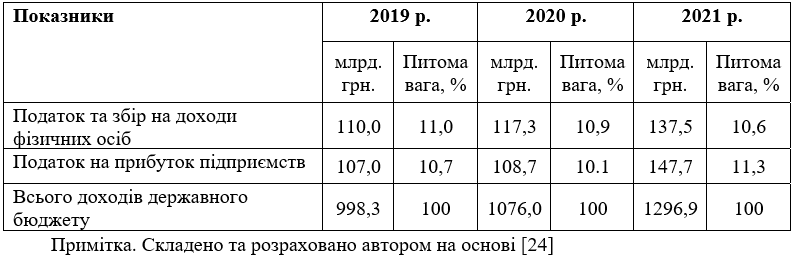 Показники 2019 р. 2020 р. 2021 р.
млрд. Питома млрд. Питома млрд. Питома
грн. вага, % грн. вага, % грн. вага, %
Податок та збір на доходи
фізичних осіб 110,0 11,0 117,3 10,9 137,5 10,6
Податок на прибуток підприємств 107,0 10,7 108,7 10.1 147,7 11,3
Всього доходів державного
бюджету 998,3 100 1076,0 100 1296,9 100
Примітка. Складено та розраховано автором на основі [24]